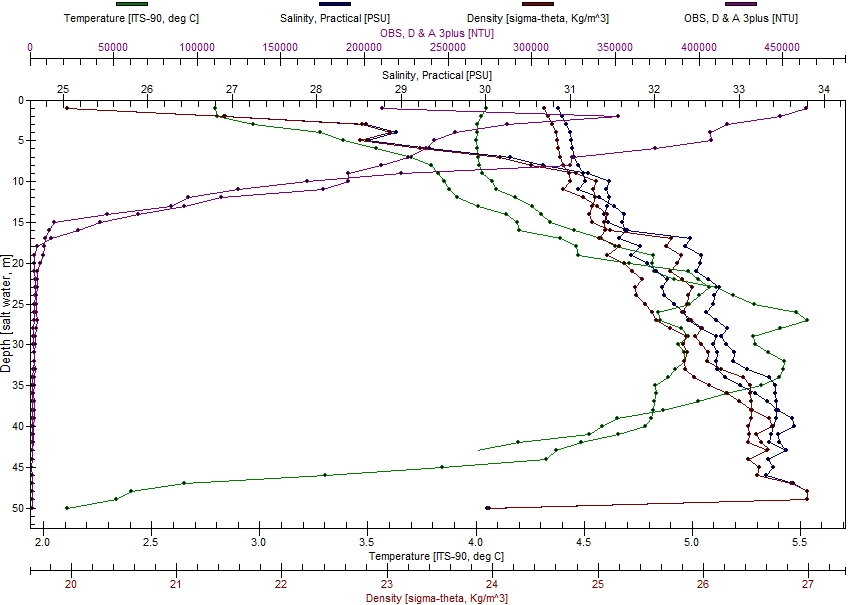 Temperature [ITS-90, deg C] Salinity, Practical [PSU] Density [sigma-theta, Kg/m^3] OBS, D & A 3plus [NTU]
OBS, D & A 3plus [NTU]
0 50000 100000 150000 200000 250000 300000 350000 400000 450000
Salinity, Practical [PSU]
25 26 27 28 29 30 31 32 33 34
Depth [salt water, m]
0
5
10
15
20
25
30
35
40
45
50
2.0 2.5 3.0 3.5 4.0 4.5 5.0 5.5
Temperature [ITS-90, deg C]
20 21 22 23 24 25 26 27
Density [sigma-theta, Kg/m^3]